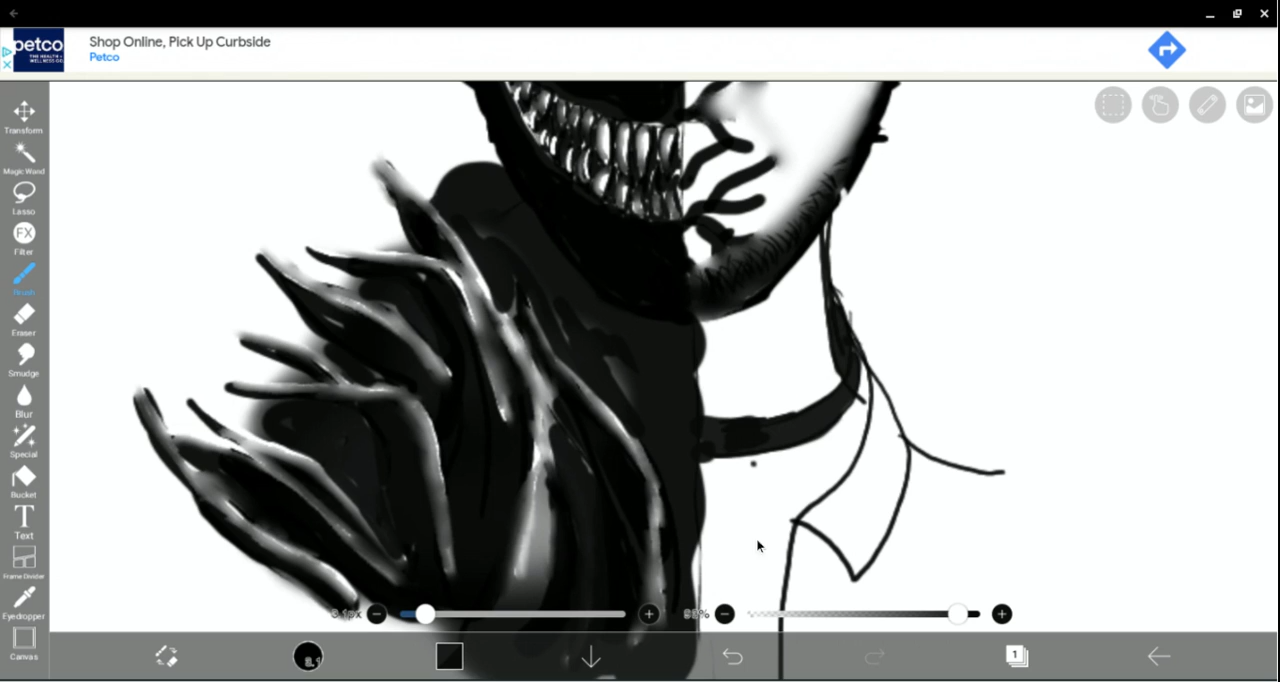 petco
Shop Online, Pick Up Curbside
Petco
Transform
Magic Wand
Lasso
FX
Filter
Brush
Eraser
Smudge
Blur
Special
Bucket
T
Text
Frame Divider
Eyedropper
Canvas
1